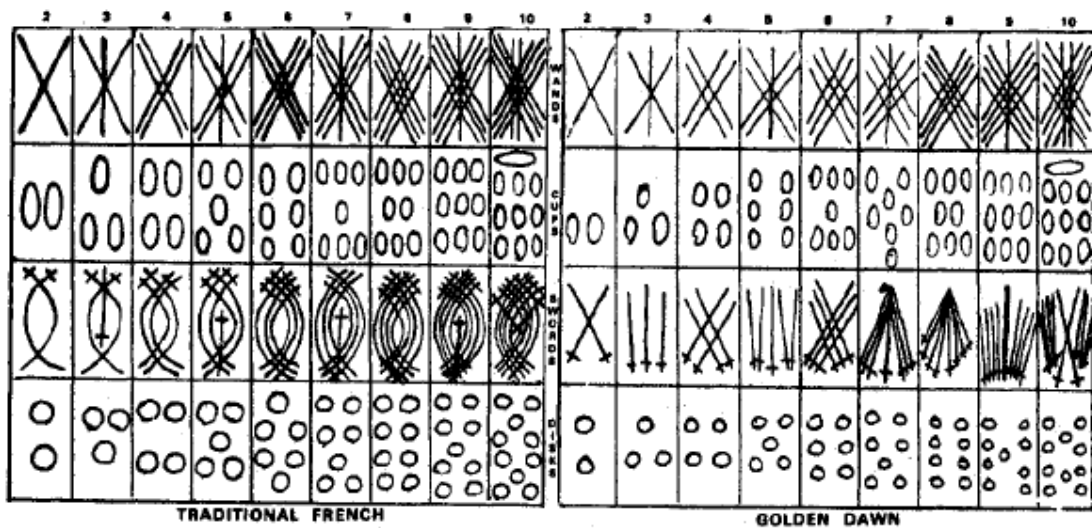 2 3 4 5 6 7 8 9 10
2 3 4 5 6 7 8 9 10
WANDS
CUPS
SWORDS
DISKS
TRADITIONAL FRENCH
GOLDEN DAWN